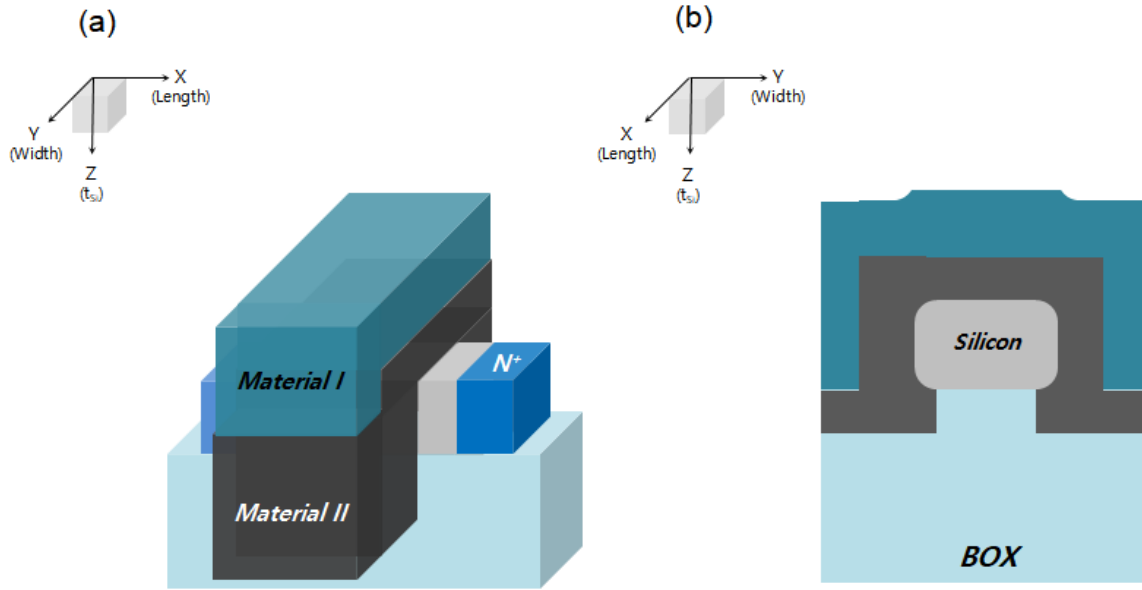 (a)
X
(Length)
Y
(Width)
Z
(tSi)
N+
Material I
Material II
(b)
Y
(Width)
X
(Length)
Z
(tSi)
Silicon
BOX